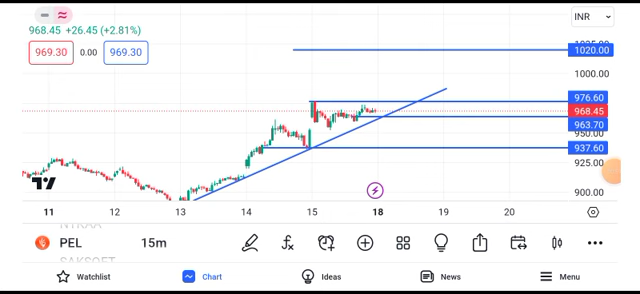 INR
968.45 +26.45 (+2.81%)
969.30 0.00 969.30
1020.00
1000.00
976.60
968.45
963.70
950.00
937.60
925.00
900.00
11 12 13 14 15 18 19 20
PEL 15m
Watchlist Chart Ideas News Menu